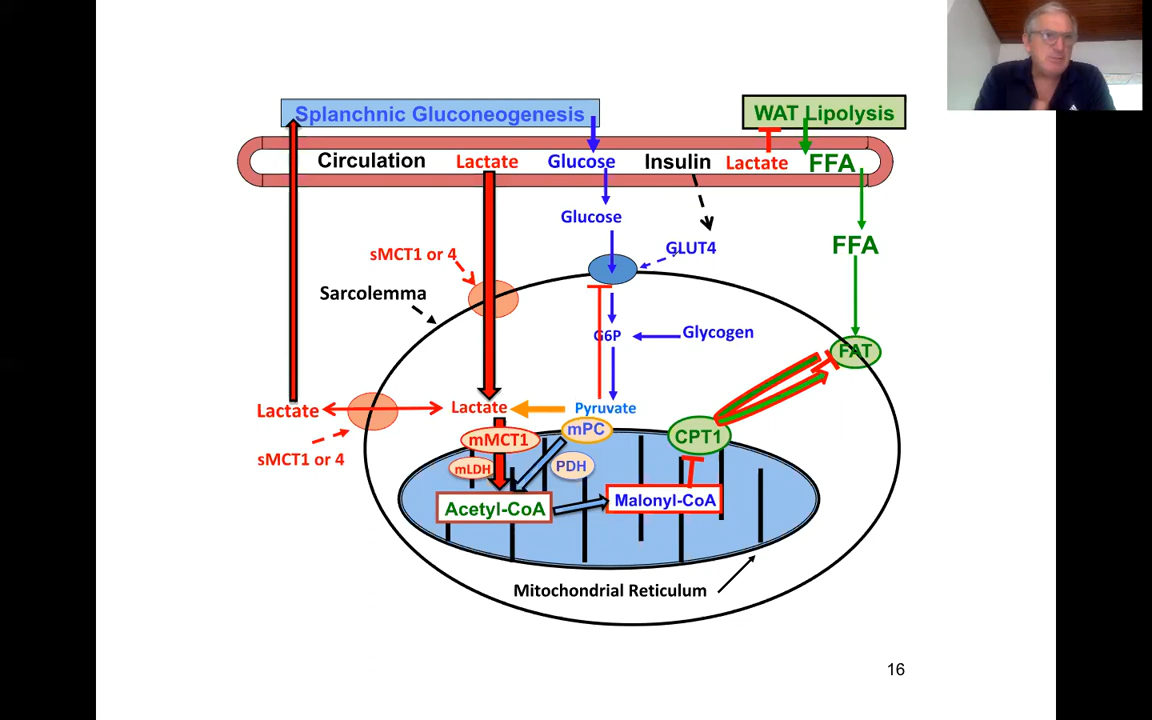 Splanchnic Gluconeogenesis
WAT Lipolysis
Circulation Lactate Glucose Insulin Lactate FFA
Glucose
sMCT1 or 4
GLUT4
FFA
Sarcolemma
G6P
Glycogen
FAT
Lactate
Lactate
Pyruvate
sMCT1 or 4
mMCT1
mPC
CPT1
mLDH
PDH
Acetyl-CoA
Malonyl-CoA
Mitochondrial Reticulum
16